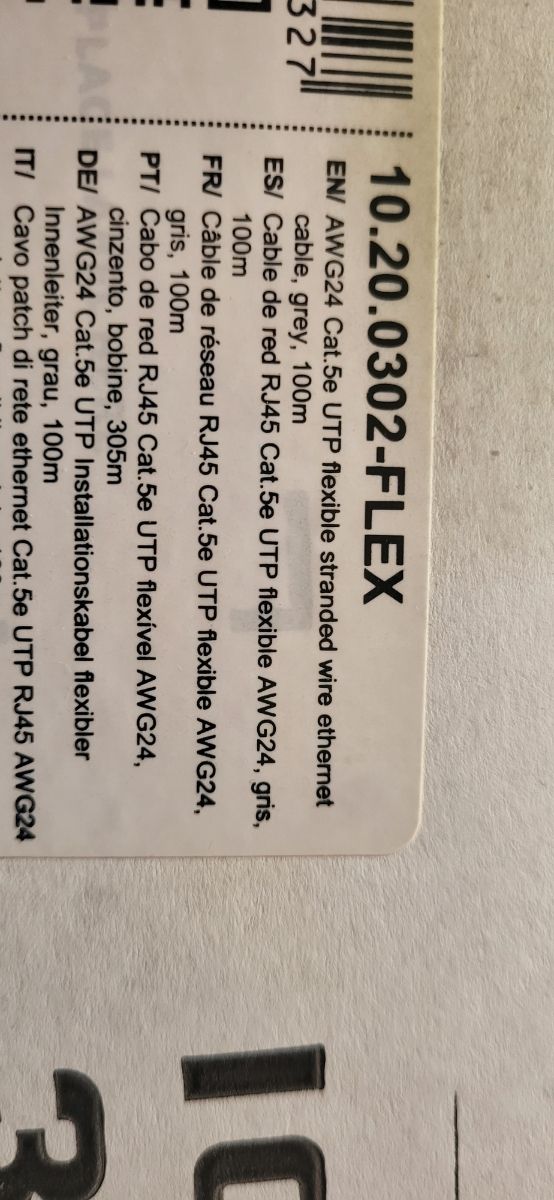 327
10.20.0302-FLEX
EN/ AWG24 Cat.5e UTP flexible stranded wire ethernet
cable, grey, 100m
ES/ Cable de red RJ45 Cat.5e UTP flexible AWG24, gris,
100m
FR/ Câble de réseau RJ45 Cat.5e UTP flexible AWG24,
gris, 100m
PT/ Cabo de red RJ45 Cat.5e UTP flexível AWG24,
cinzento, bobine, 305m
DE/ AWG24 Cat.5e UTP Installationskabel flexibler
Innenleiter, grau, 100m
IT/ Cavo patch di rete ethernet Cat.5e UTP RJ45 AWG24